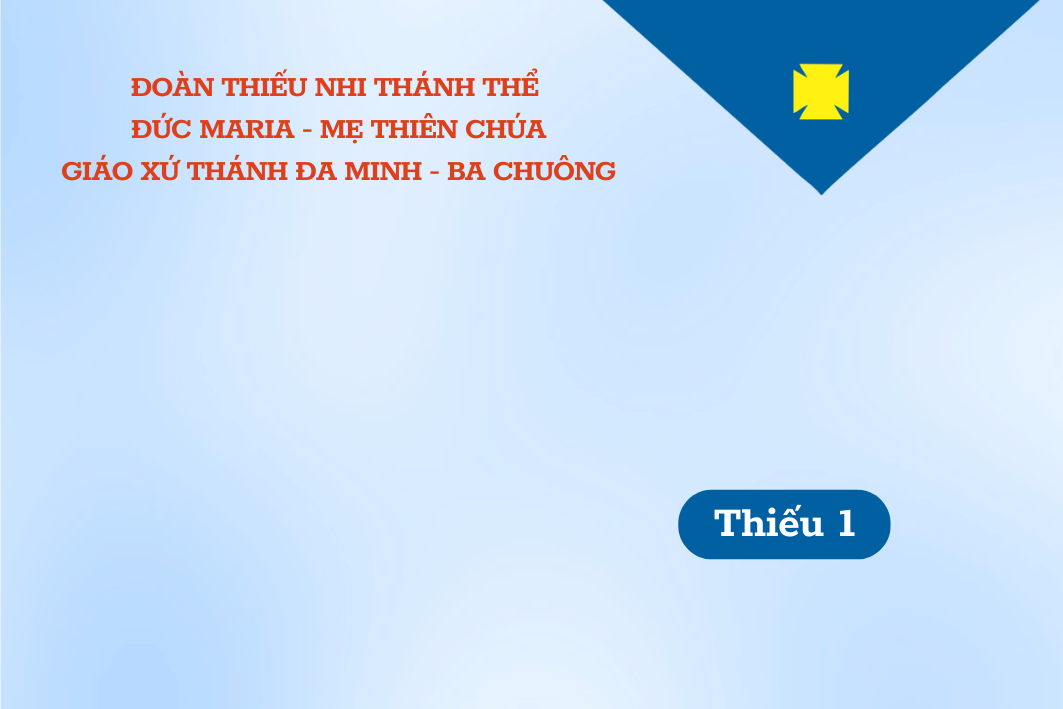 ĐOÀN THIẾU NHI THÁNH THỂ
ĐỨC MARIA - MẸ THIÊN CHÚA
GIÁO XỨ THÁNH ĐA MINH - BA CHUÔNG
Thiếu 1